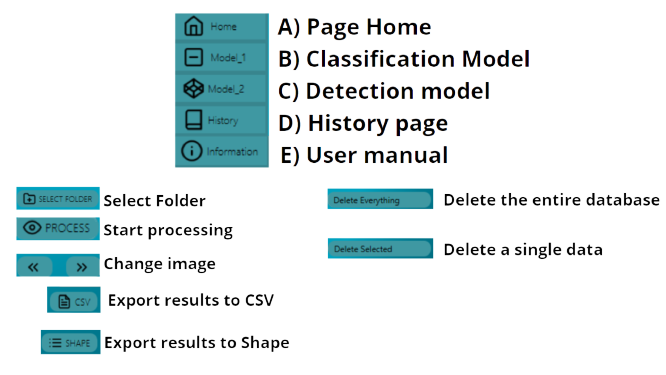 Home A) Page Home
Model_1 B) Classification Model
Model_2 C) Detection model
History D) History page
Information E) User manual
SELECT FOLDER Select Folder
Delete Everything Delete the entire database
PROCESS Start processing
« » Change image
Delete Selected Delete a single data
CSV Export results to CSV
SHAPE Export results to Shape